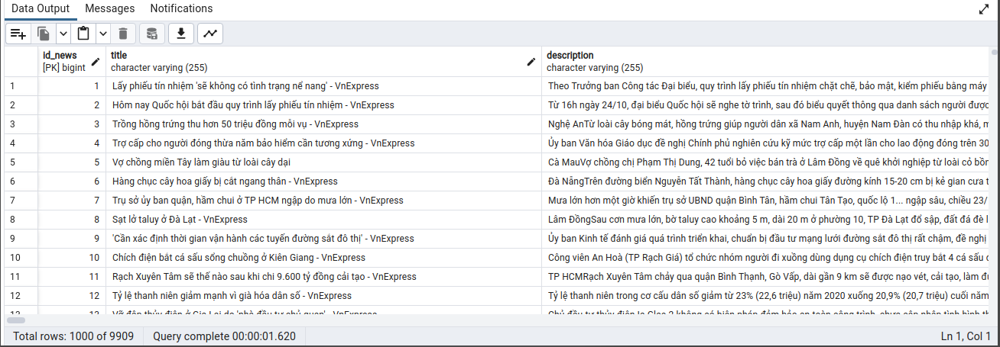 Data Output Messages Notifications
id_news title description
[PK] bigint character varying (255) character varying (255)
1 1 Lấy phiếu tín nhiệm 'sẽ không có tình trạng nể nang' - VnExpress Theo Trưởng ban Công tác Đại biểu, quy trình lấy phiếu tín nhiệm chặt chẽ, bảo mật, kiểm phiếu bằng máy
2 2 Hôm nay Quốc hội bắt đầu quy trình lấy phiếu tín nhiệm - VnExpress Từ 16h ngày 24/10, đại biểu Quốc hội sẽ nghe tờ trình, sau đó biểu quyết thông qua danh sách người được
3 3 Trồng hồng trứng thu hơn 50 triệu đồng mỗi vụ - VnExpress Nghệ AnTừ loài cây bóng mát, hồng trứng giúp người dân xã Nam Anh, huyện Nam Đàn có thu nhập khá,
4 4 Trợ cấp cho người đóng thừa năm bảo hiểm cần tương xứng - VnExpress Ủy ban Văn hóa Giáo dục đề nghị Chính phủ nghiên cứu kỹ mức trợ cấp một lần cho lao động đóng trên 30
5 5 Vợ chồng miền Tây làm giàu từ loài cây dại Cà MauVợ chồng chị Phạm Thị Dung, 42 tuổi bỏ việc bán trà ở Lâm Đồng về quê khởi nghiệp từ loài cỏ
6 6 Hàng chục cây hoa giấy bị cắt ngang thân - VnExpress Đà NẵngTrên đường biển Nguyễn Tất Thành, hàng chục cây hoa giấy đường kính 15-20 cm bị kẻ gian cưa
7 7 Trụ sở ủy ban quận, hầm chui ở TP HCM ngập do mưa lớn - VnExpress Mưa lớn hơn một giờ khiến trụ sở UBND quận Bình Tân, hầm chui Tân Tạo, quốc lộ 1... ngập sâu, chiều 23/
8 8 Sạt lở taluy ở Đà Lạt - VnExpress Lâm ĐồngSau cơn mưa lớn, bờ taluy cao khoảng 5 m, dài 20 m ở phường 10, TP Đà Lạt đổ sập, đất đá đè
9 9 'Cần xác định thời gian vận hành các tuyến đường sắt đô thị' - VnExpress Ủy ban Kinh tế đánh giá quá trình triển khai, chuẩn bị đầu tư mạng lưới đường sắt đô thị rất chậm, đề nghị
10 10 Chích điện bắt cá sấu sổng chuồng ở Kiên Giang - VnExpress Công viên An Hoà (TP Rạch Giá) tổ chức nhóm người đi xuồng dùng dụng cụ chích điện truy bắt 4 cá sấu
11 11 Rạch Xuyên Tâm sẽ thế nào sau khi chi 9.600 tỷ đồng cải tạo - VnExpress TP HCMRạch Xuyên Tâm chảy qua quận Bình Thạnh, Gò Vấp, dài gần 9 km sẽ được nạo vét, cải tạo, làm
12 12 Tỷ lệ thanh niên giảm mạnh vì già hóa dân số - VnExpress Tỷ lệ thanh niên trong cơ cấu dân số giảm từ 23% (22,6 triệu) năm 2020 xuống 20,9% (20,7 triệu) cuối năm
Total rows: 1000 of 9909 Query complete 00:00:01.620 Ln 1, Col 1